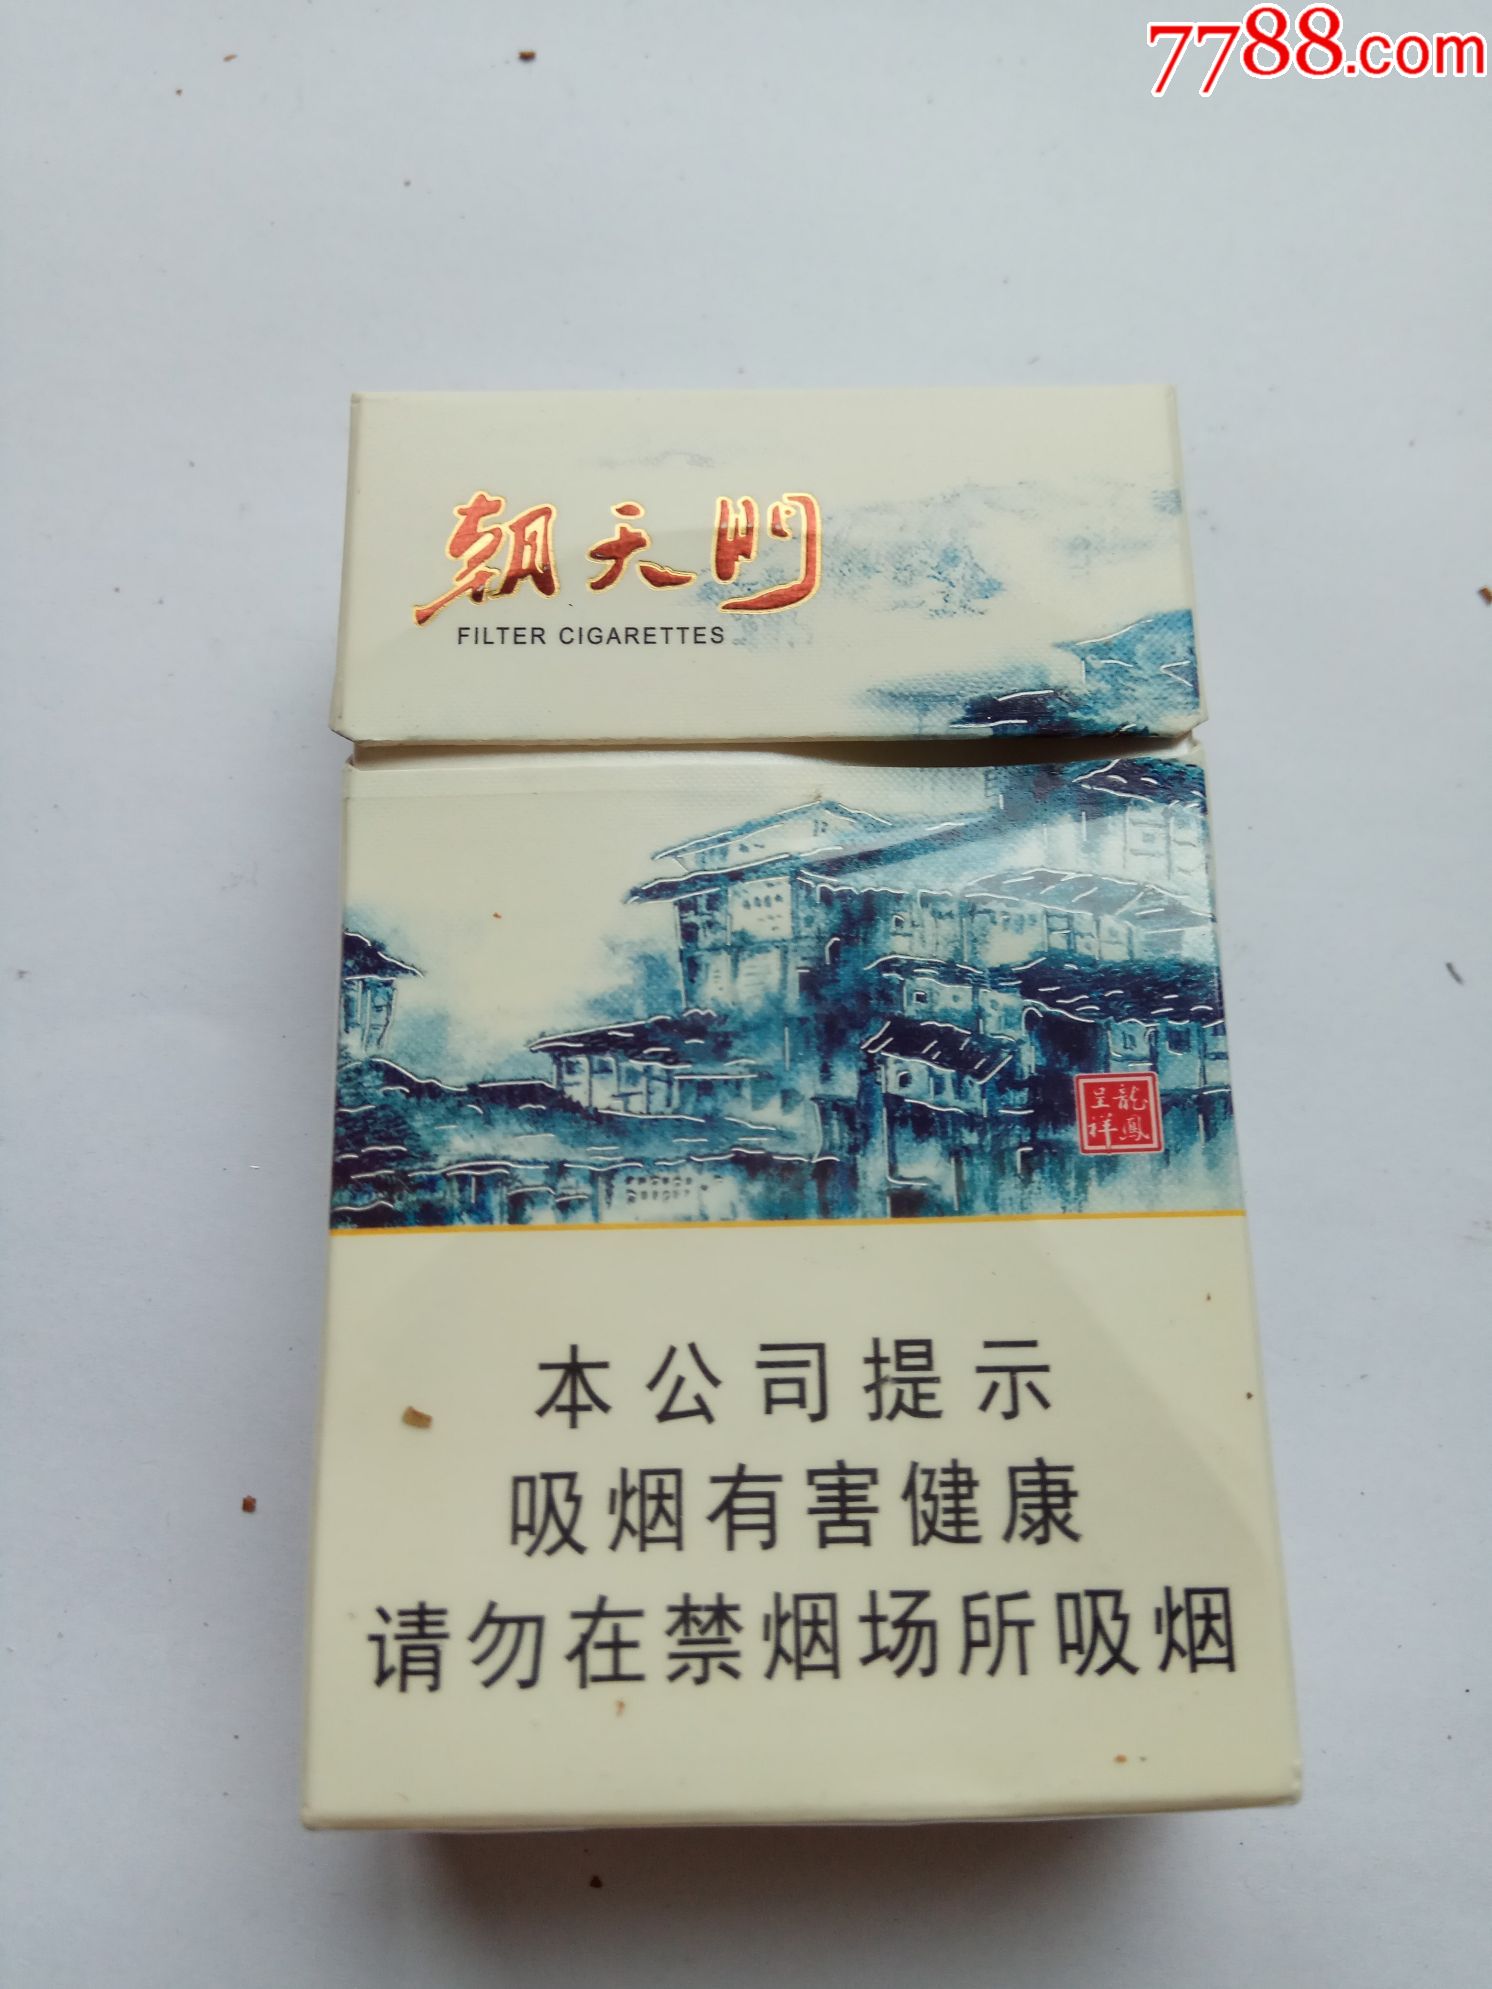 7788.com
朝天門
FILTER CIGARETTES
龍鳳
呈祥
本公司提示
吸烟有害健康
请勿在禁烟场所吸烟